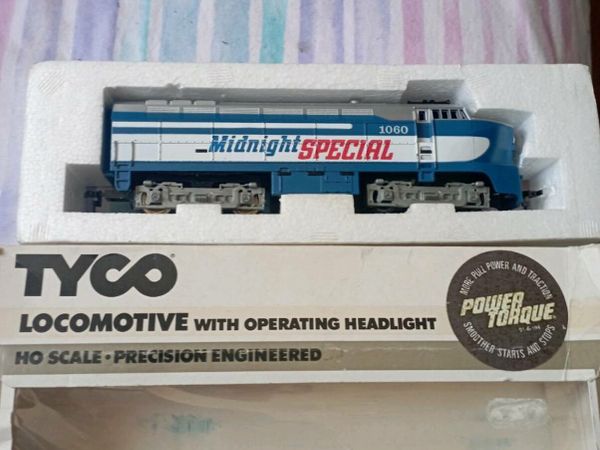 1060
Midnight SPECIAL
TYCO
LOCOMOTIVE WITH OPERATING HEADLIGHT
HO SCALE · PRECISION ENGINEERED
MORE PULL POWER AND TRACTION
POWER
TORQUE
SMOOTHER STARTS AND STOPS